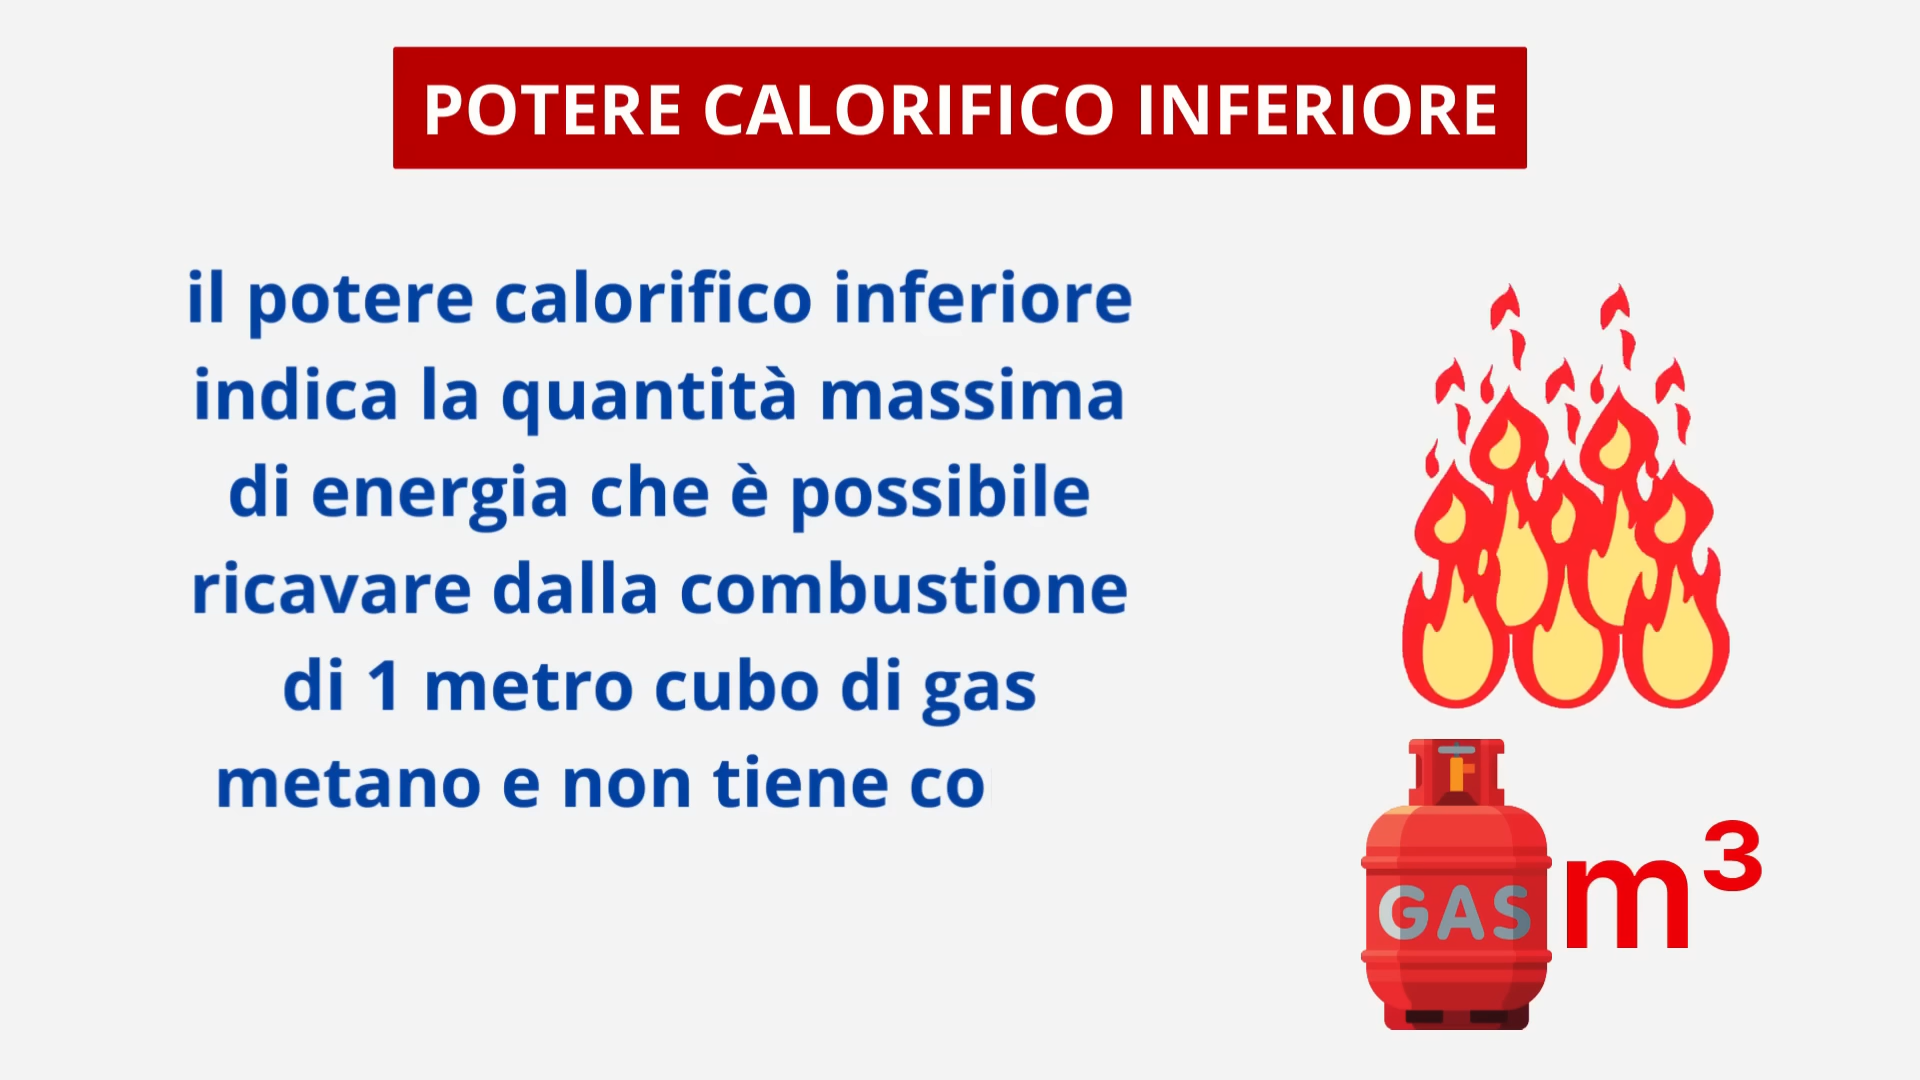 POTERE CALORIFICO INFERIORE
il potere calorifico inferiore
indica la quantità massima
di energia che è possibile
ricavare dalla combustione
di 1 metro cubo di gas
metano e non tiene co
GAS
m³